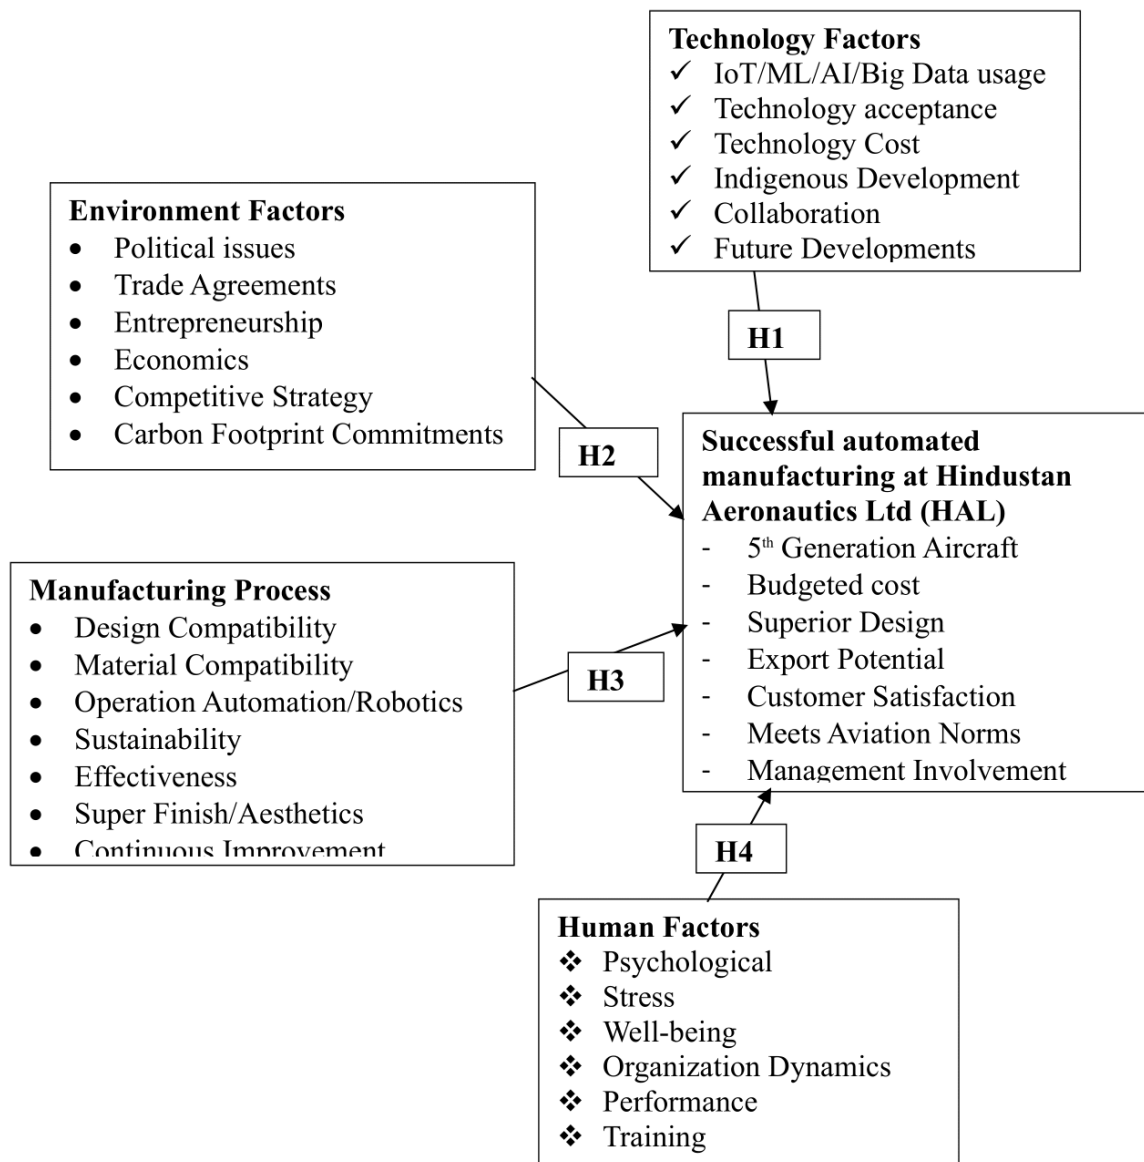 Technology Factors
✓ IoT/ML/AI/Big Data usage
✓ Technology acceptance
✓ Technology Cost
✓ Indigenous Development
✓ Collaboration
✓ Future Developments
Environment Factors
• Political issues
• Trade Agreements
• Entrepreneurship
• Economics
• Competitive Strategy
• Carbon Footprint Commitments
H1
H2
Successful automated
manufacturing at Hindustan
Aeronautics Ltd (HAL)
- 5th Generation Aircraft
- Budgeted cost
- Superior Design
- Export Potential
- Customer Satisfaction
- Meets Aviation Norms
- Management Involvement
Manufacturing Process
• Design Compatibility
• Material Compatibility
• Operation Automation/Robotics
• Sustainability
• Effectiveness
• Super Finish/Aesthetics
• Continuous Improvement
H3
H4
Human Factors
❖ Psychological
❖ Stress
❖ Well-being
❖ Organization Dynamics
❖ Performance
❖ Training